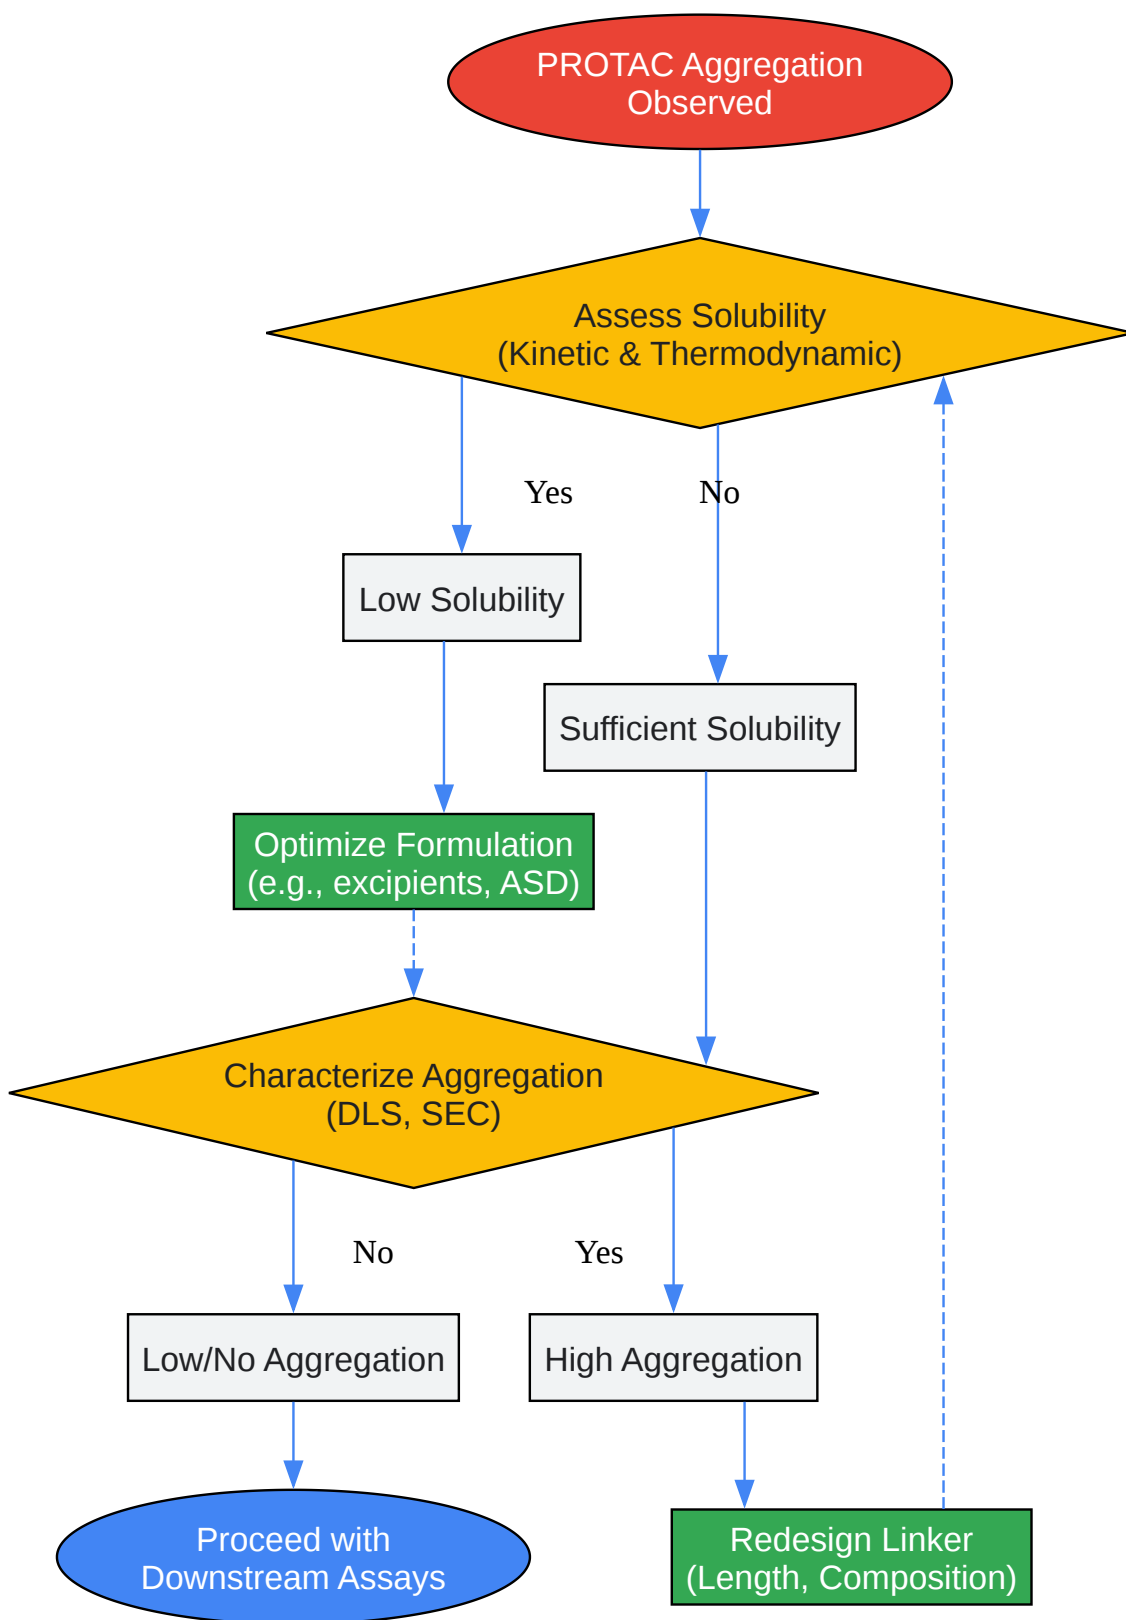 PROTAC Aggregation
Observed
Assess Solubility
(Kinetic & Thermodynamic)
Yes
No
Low Solubility
Sufficient Solubility
Optimize Formulation
(e.g., excipients, ASD)
Characterize Aggregation
(DLS, SEC)
No
Yes
Low/No Aggregation
High Aggregation
Proceed with
Downstream Assays
Redesign Linker
(Length, Composition)